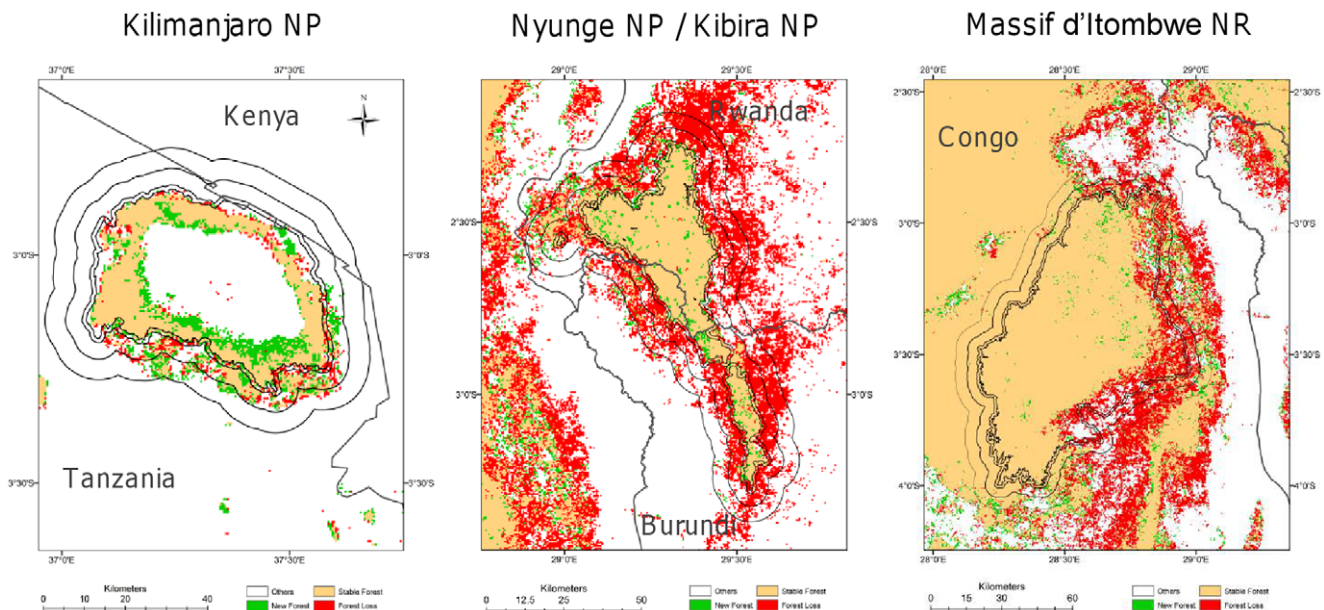 Kilimanjaro NP
37°0'E
37°30'E
N
Kenya
3°0'S
3°0'S
Tanzania
3°30'S
3°30'S
37°0'E
37°30'E
Kilometers
0 10 20 40
Others
Stable Forest
New Forest
Forest Loss
Nyunge NP / Kibira NP
29°0'E
29°30'E
Rwanda
2°30'S
2°30'S
3°0'S
3°0'S
Burundi
29°0'E
29°30'E
Kilometers
0 12.5 25 50
Others
Stable Forest
New Forest
Forest Loss
Massif d'Itombwe NR
28°0'E
28°30'E
29°0'E
2°30'S
2°30'S
Congo
3°0'S
3°0'S
3°30'S
3°30'S
4°0'S
4°0'S
28°0'E
28°30'E
29°0'E
Kilometers
0 15 30 60
Others
Stable Forest
New Forest
Forest Loss